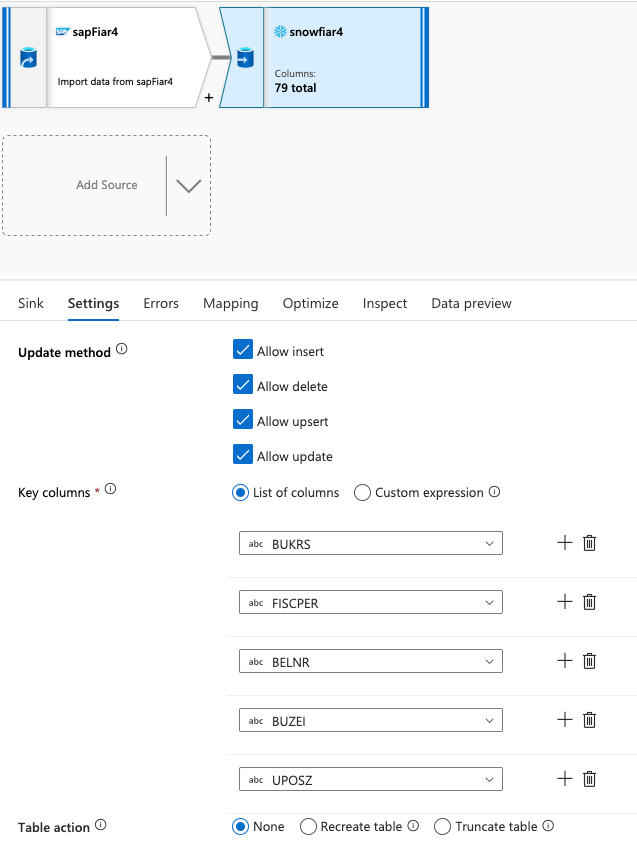 SAP sapFiar4
Import data from sapFiar4
+
snowfiar4
Columns:
79 total
Add Source
Sink Settings Errors Mapping Optimize Inspect Data preview
Update method
Allow insert
Allow delete
Allow upsert
Allow update
Key columns * List of columns Custom expression
abc BUKRS
abc FISCPER
abc BELNR
abc BUZEI
abc UPOSZ
Table action None Recreate table Truncate table